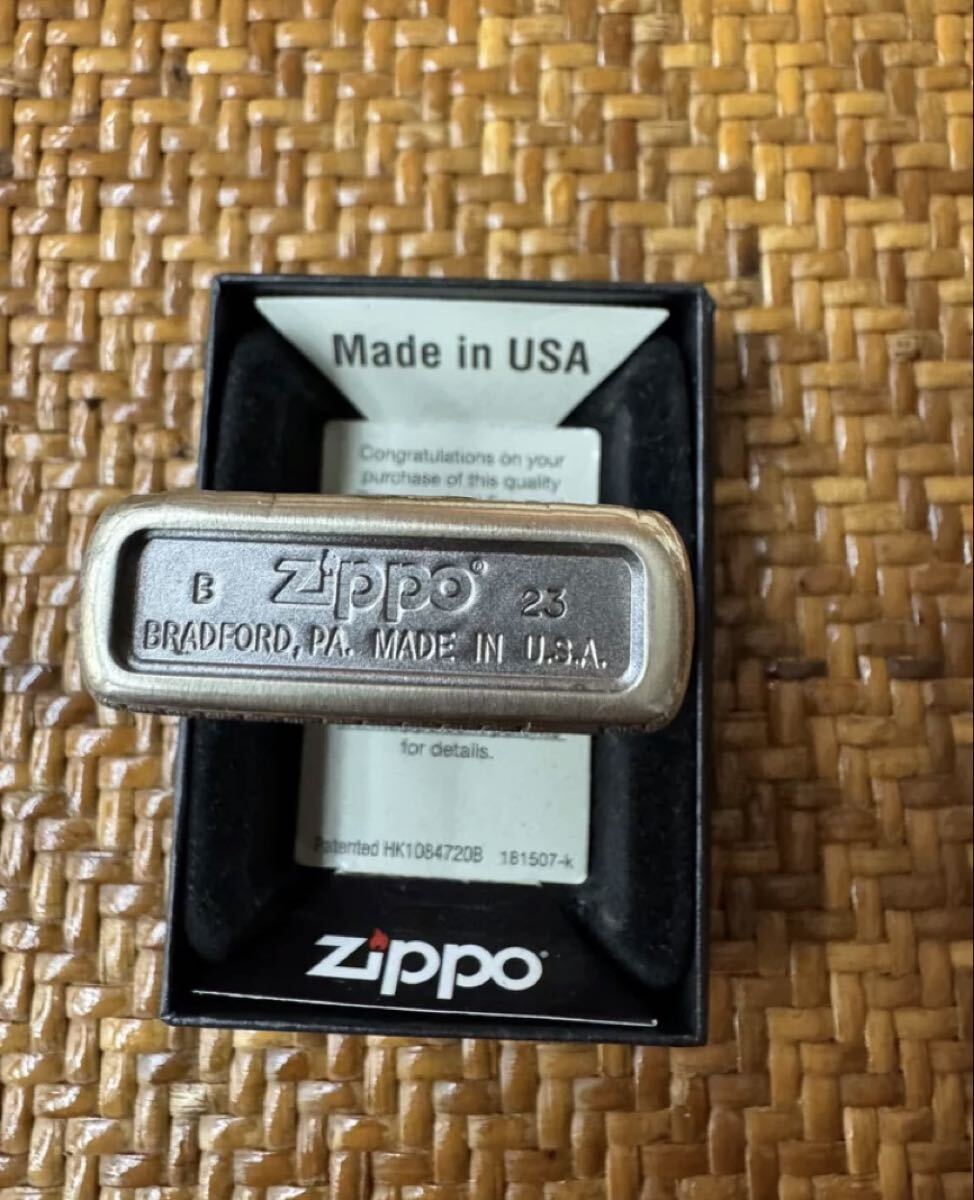 Made in USA
Congratulations on your
purchase of this quality
B zippo® 23
BRADFORD, PA. MADE IN U.S.A.
for details.
Patented HK1084720B 181507-k
zippo